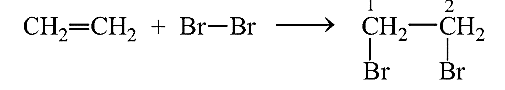 1 2
CH₂=CH₂ + Br—Br ⟶ CH₂—CH₂
Br Br